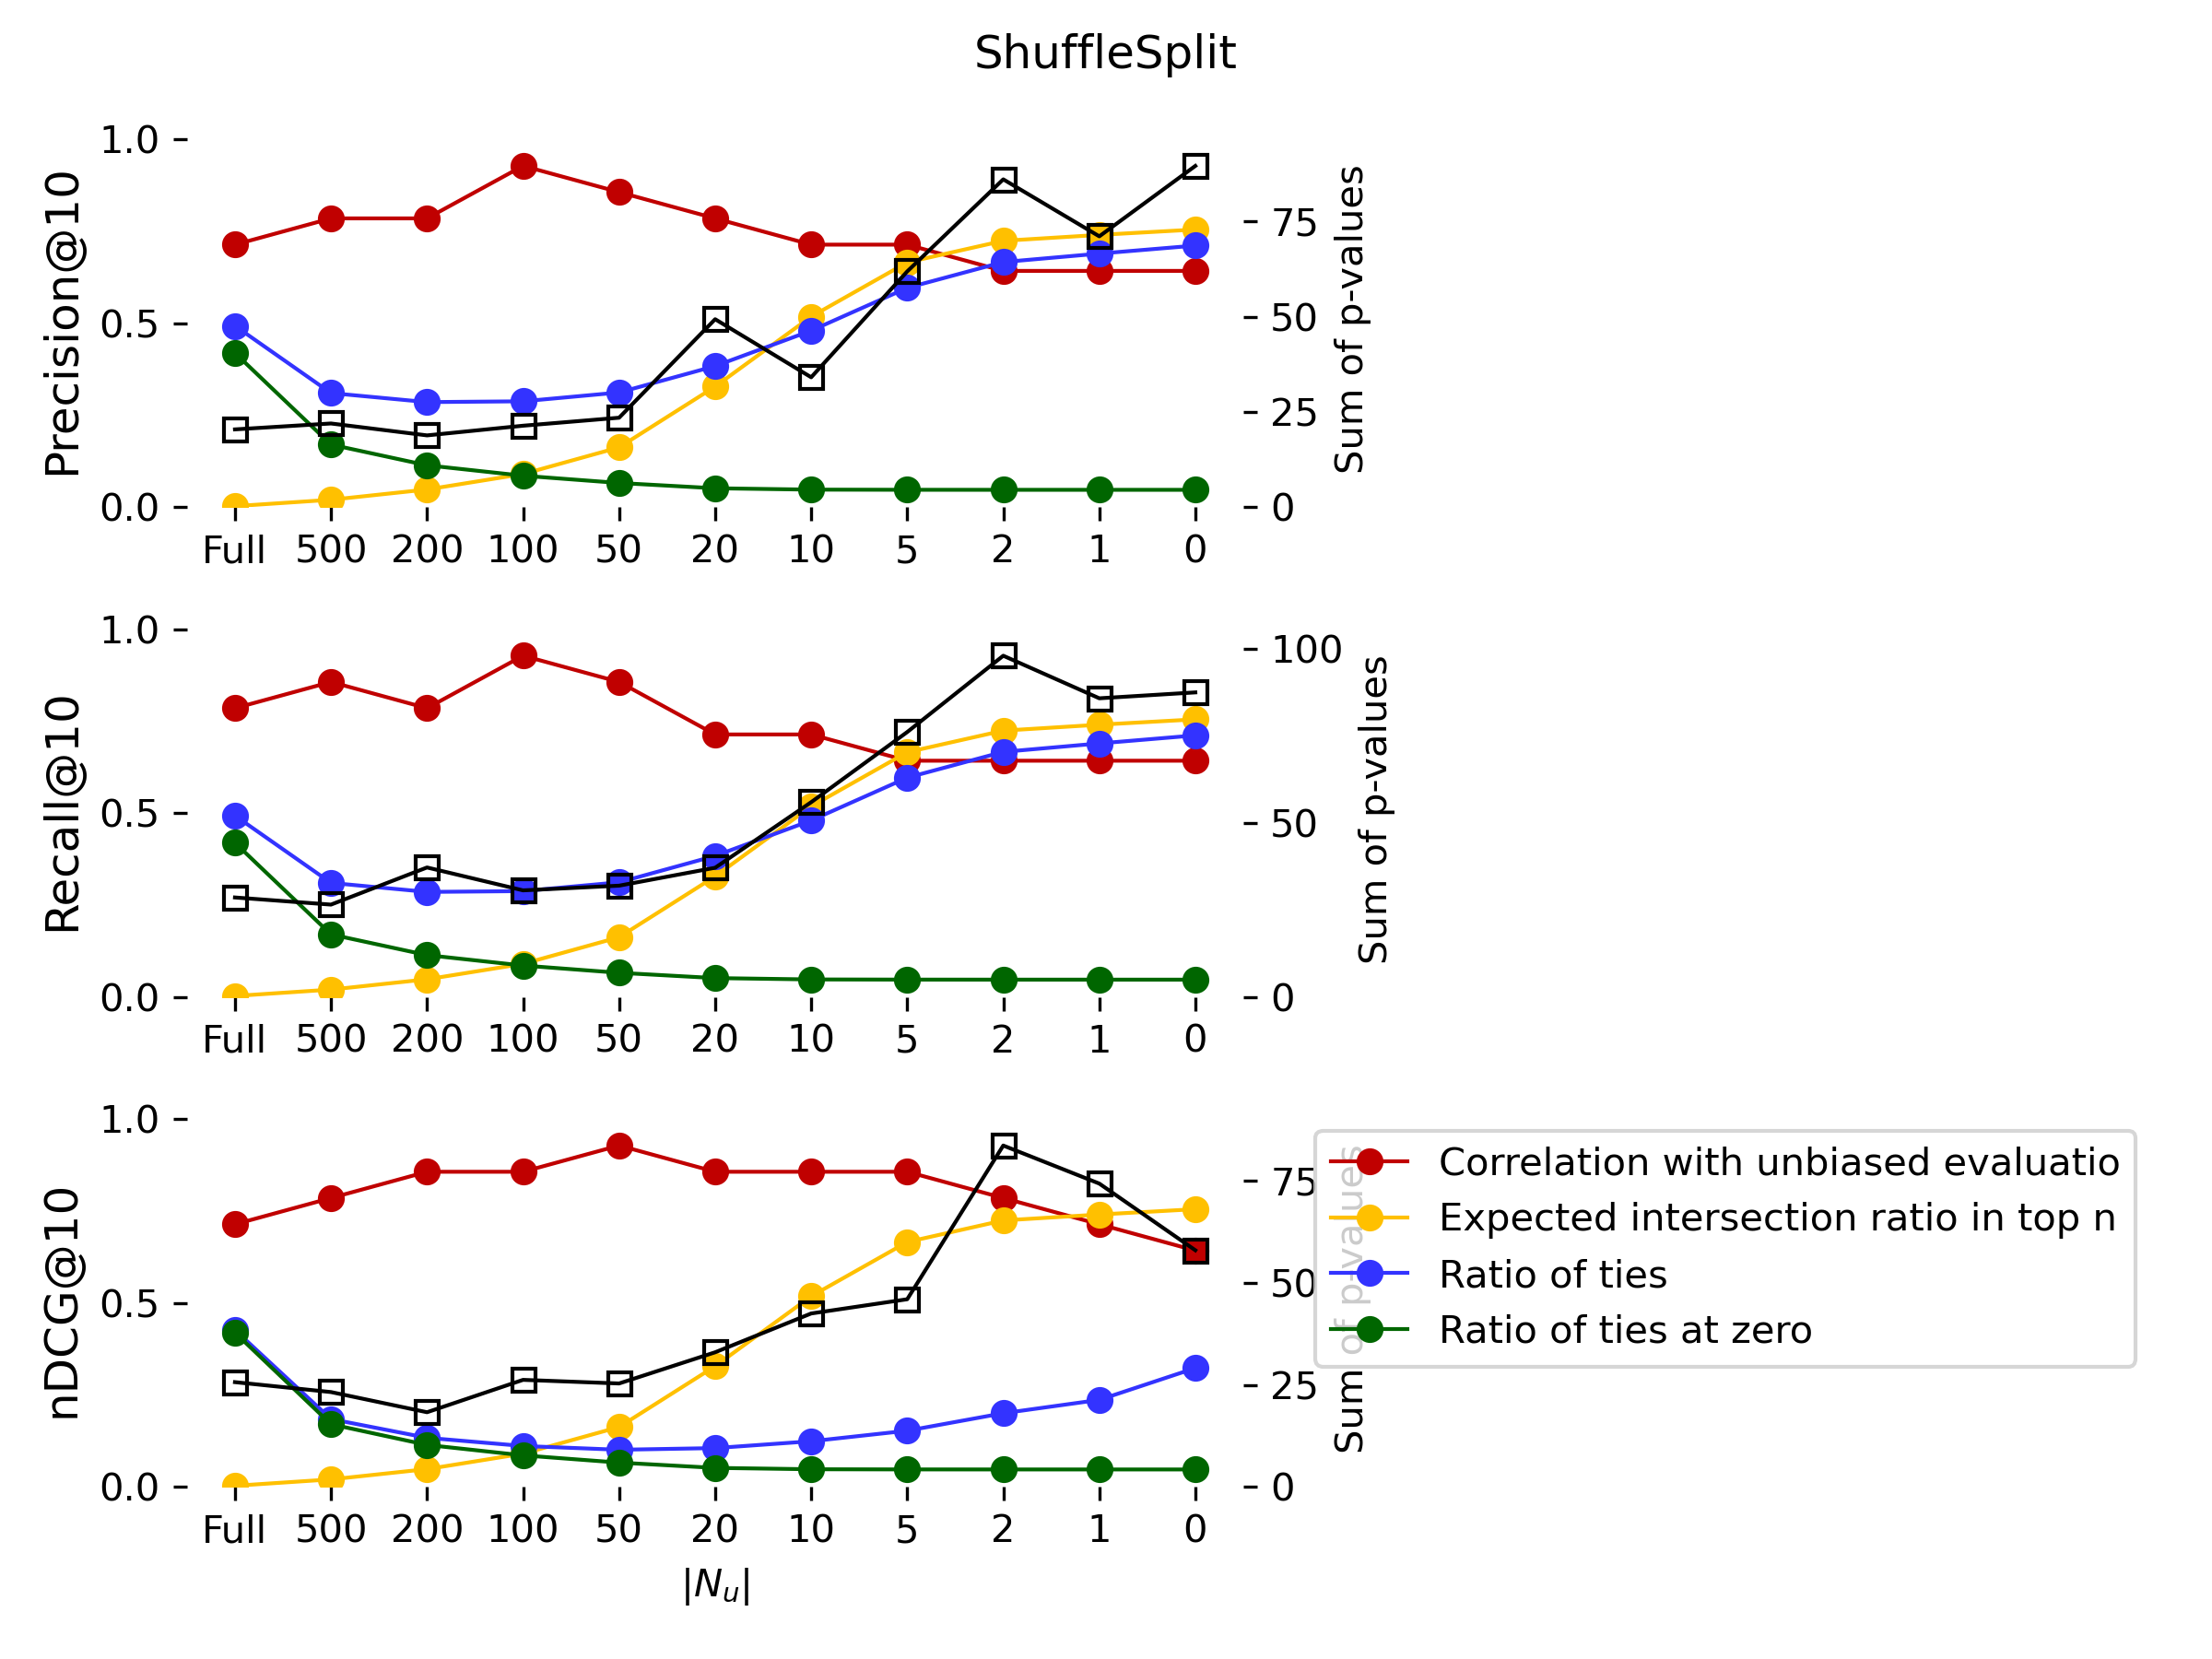 ShuffleSplit
1.0
0.5
0.0
Precision@10
75
50
25
0
Sum of p-values
Full 500 200 100 50 20 10 5 2 1 0
1.0
0.5
0.0
Recall@10
100
50
0
Sum of p-values
Full 500 200 100 50 20 10 5 2 1 0
1.0
0.5
0.0
nDCG@10
75
50
25
0
Sum of p-values
Full 500 200 100 50 20 10 5 2 1 0
|N_u|
Correlation with unbiased evaluatio
Expected intersection ratio in top n
Ratio of ties
Ratio of ties at zero